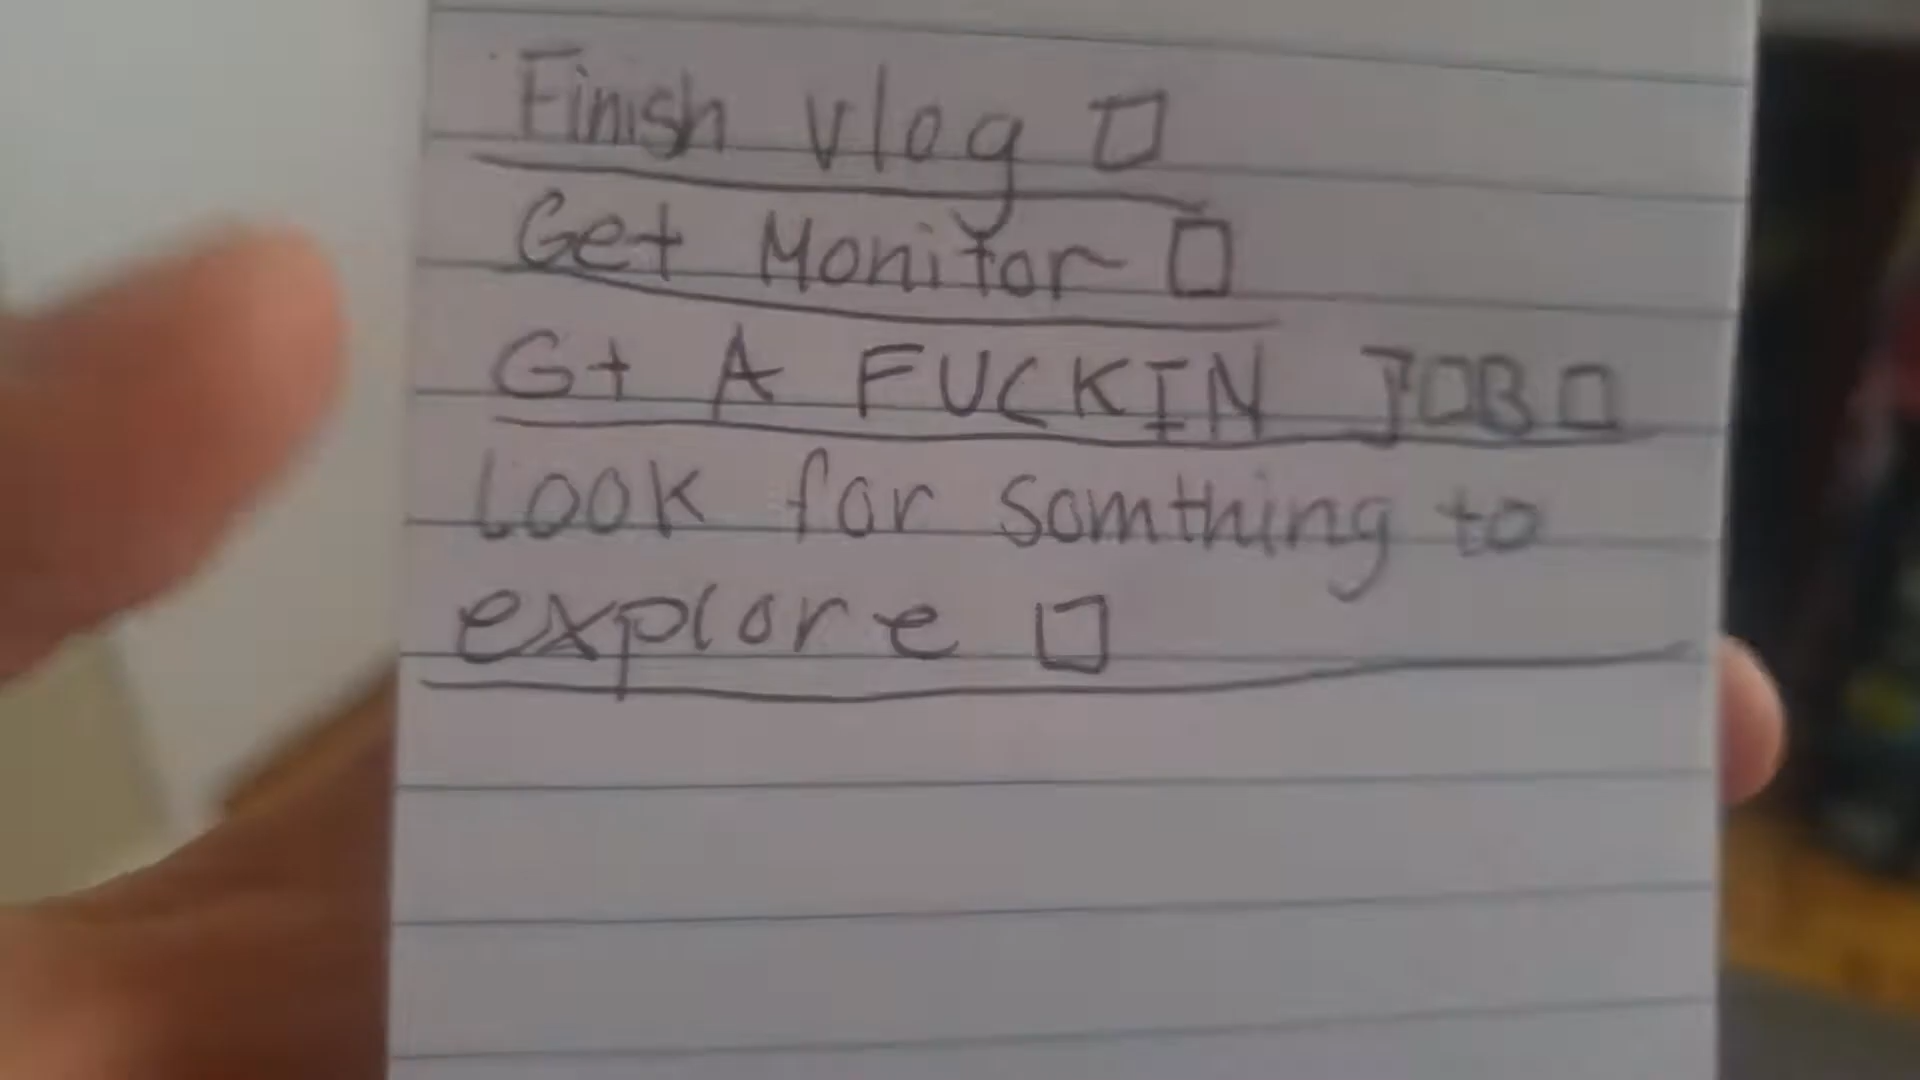 Finish vlog
Get Monitor
Gt A FUCKIN JOB
look for somthing to
explore